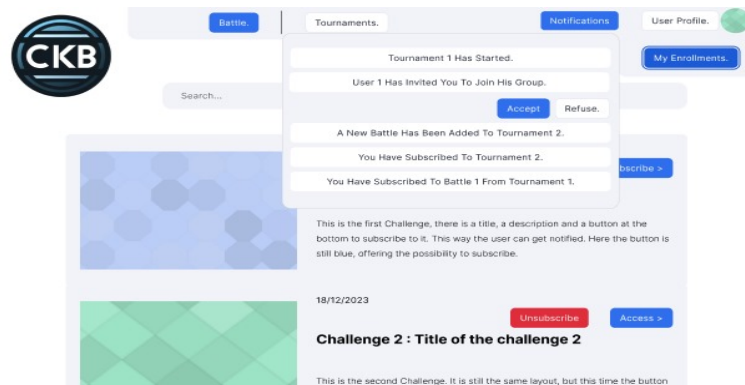 CKB
Battle.
Tournaments.
Notifications
User Profile.
My Enrollments.
Search...
Tournament 1 Has Started.
User 1 Has Invited You To Join His Group.
Accept
Refuse.
A New Battle Has Been Added To Tournament 2.
You Have Subscribed To Tournament 2.
You Have Subscribed To Battle 1 From Tournament 1.
bscribe >
This is the first Challenge, there is a title, a description and a button at the
bottom to subscribe to it. This way the user can get notified. Here the button is
still blue, offering the possibility to subscribe.
18/12/2023
Unsubscribe
Access >
Challenge 2 : Title of the challenge 2
This is the second Challenge. It is still the same layout, but this time the button